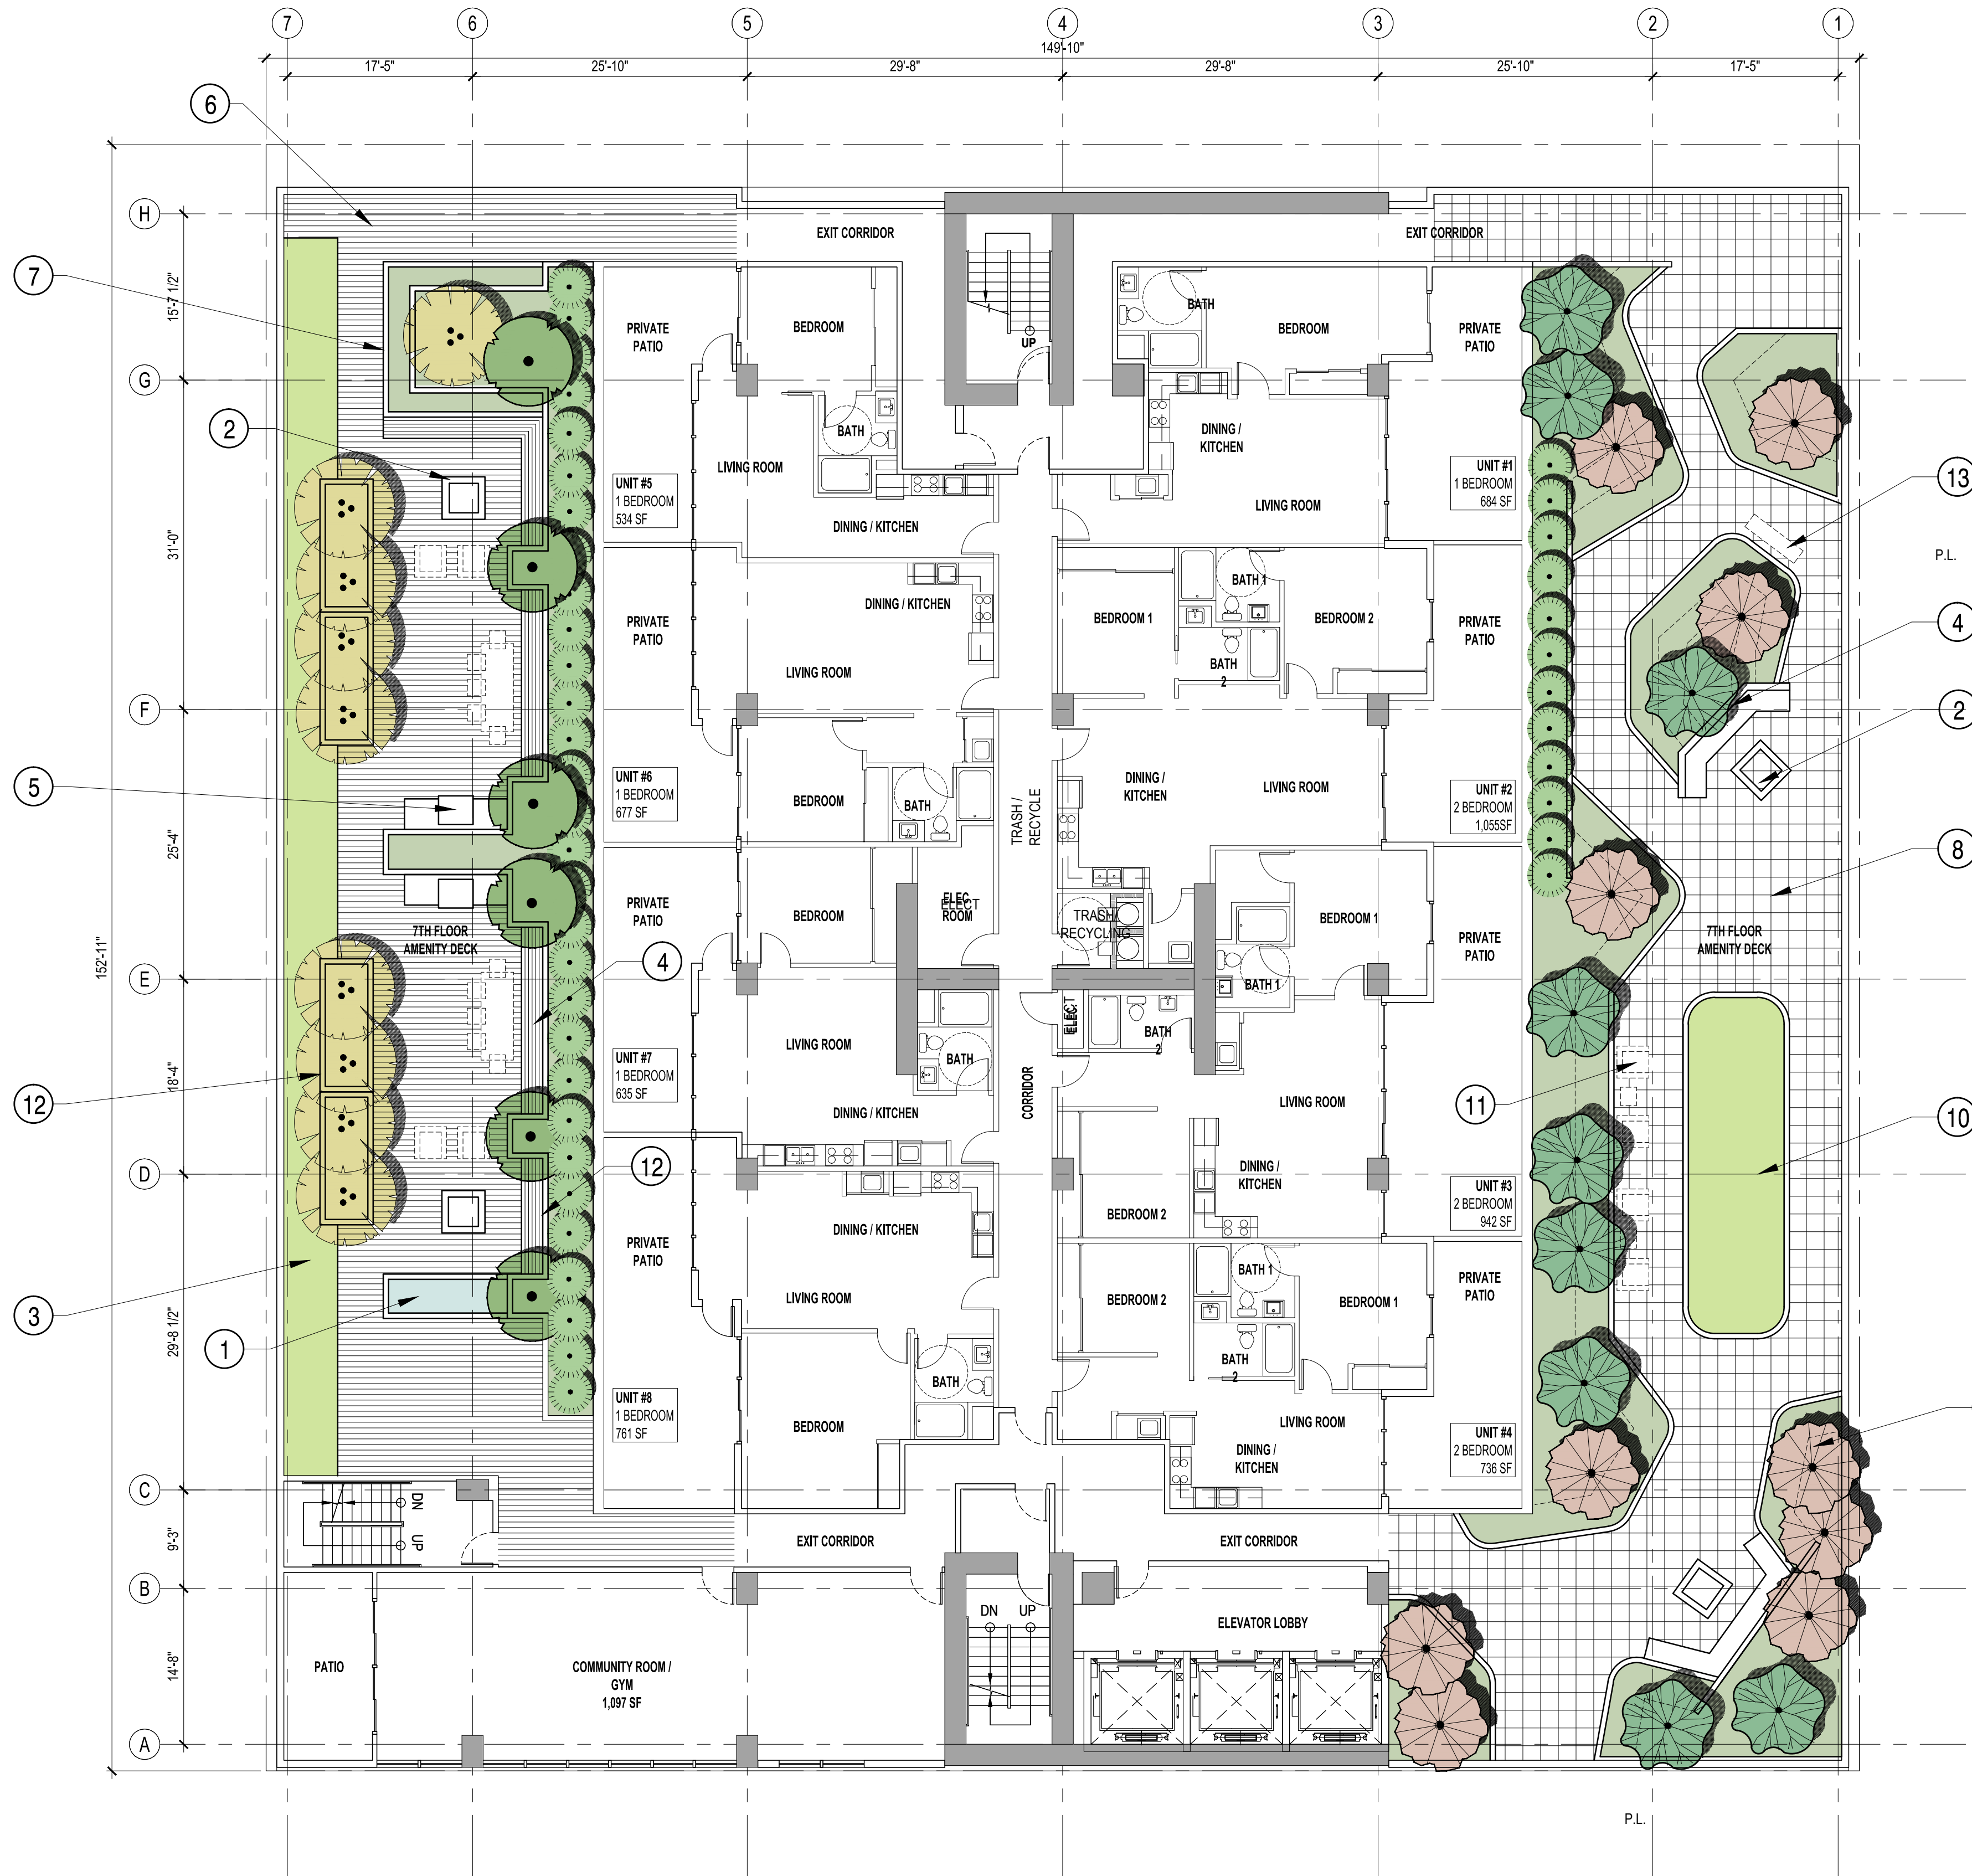 7
6
5
4
3
2
1
149'-10"
17'-5"
25'-10"
29'-8"
29'-8"
25'-10"
17'-5"
6
H
EXIT CORRIDOR
EXIT CORRIDOR
7
15'-7 1/2"
PRIVATE
PATIO
BEDROOM
UP
BATH
BEDROOM
PRIVATE
PATIO
G
2
BATH
LIVING ROOM
DINING /
KITCHEN
UNIT #5
1 BEDROOM
534 SF
DINING / KITCHEN
LIVING ROOM
UNIT #1
1 BEDROOM
684 SF
13
31'-0"
P.L.
PRIVATE
PATIO
DINING / KITCHEN
LIVING ROOM
BEDROOM 1
BATH 1
BATH
2
BEDROOM 2
PRIVATE
PATIO
4
F
2
5
UNIT #6
1 BEDROOM
677 SF
BEDROOM
BATH
TRASH /
RECYCLE
DINING /
KITCHEN
LIVING ROOM
UNIT #2
2 BEDROOM
1,055SF
25'-4"
8
152'-11"
7TH FLOOR
AMENITY DECK
PRIVATE
PATIO
BEDROOM
ELEC.
ROOM
ELECT
TRASH/
RECYCLING
BEDROOM 1
PRIVATE
PATIO
7TH FLOOR
AMENITY DECK
4
E
BATH 1
ELECT
ELECT.
BATH
2
UNIT #7
1 BEDROOM
635 SF
LIVING ROOM
BATH
CORRIDOR
12
18'-4"
DINING / KITCHEN
LIVING ROOM
11
10
12
D
DINING /
KITCHEN
UNIT #3
2 BEDROOM
942 SF
PRIVATE
PATIO
DINING / KITCHEN
BEDROOM 2
3
29'-8 1/2"
1
LIVING ROOM
BEDROOM 2
BATH 1
BATH
2
BEDROOM 1
PRIVATE
PATIO
UNIT #8
1 BEDROOM
761 SF
BATH
BEDROOM
LIVING ROOM
DINING /
KITCHEN
UNIT #4
2 BEDROOM
736 SF
C
DN
UP
9'-3"
EXIT CORRIDOR
EXIT CORRIDOR
B
DN
UP
ELEVATOR LOBBY
14'-8"
PATIO
COMMUNITY ROOM /
GYM
1,097 SF
A
P.L.